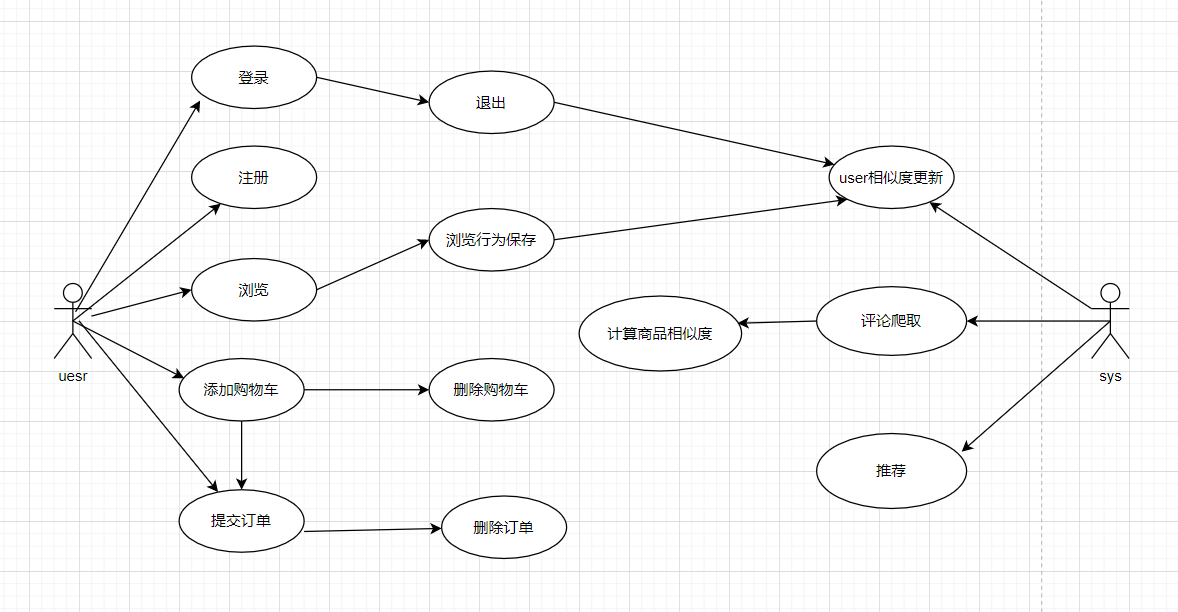 登录
退出
注册
user相似度更新
浏览行为保存
浏览
计算商品相似度
评论爬取
uesr
sys
添加购物车
删除购物车
推荐
提交订单
删除订单